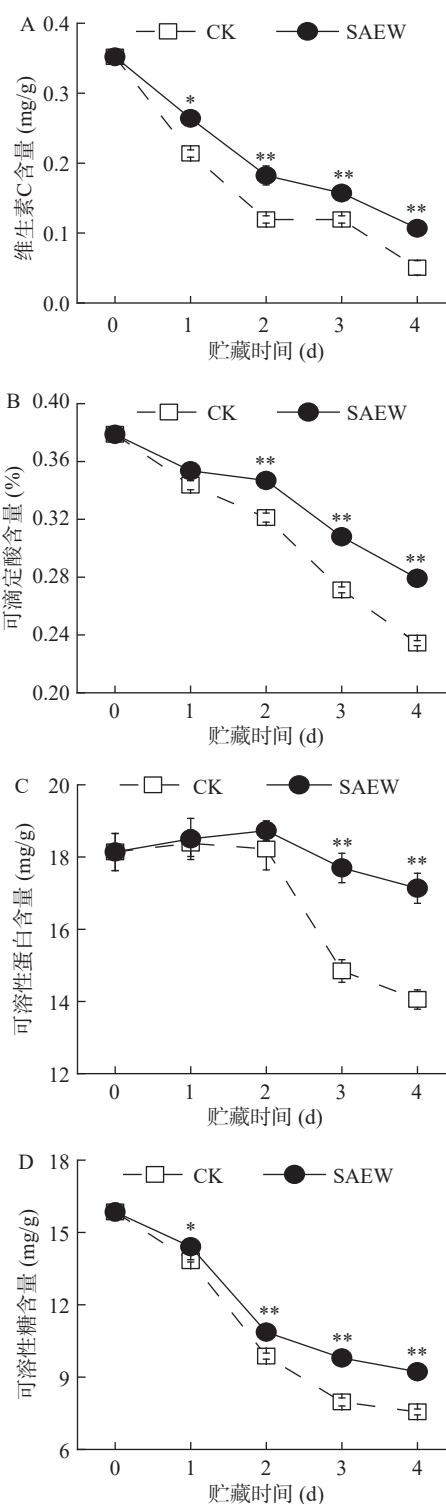 A
CK
SAEW
0.4
0.3
0.2
0.1
0.0
维生素C含量 (mg/g)
*
**
**
**
0
1
2
3
4
贮藏时间 (d)
B
CK
SAEW
0.40
0.36
0.32
0.28
0.24
0.20
可滴定酸含量 (%)
**
**
**
0
1
2
3
4
贮藏时间 (d)
C
CK
SAEW
20
18
16
14
12
可溶性蛋白含量 (mg/g)
**
**
0
1
2
3
4
贮藏时间 (d)
D
CK
SAEW
18
15
12
9
6
可溶性糖含量 (mg/g)
*
**
**
**
0
1
2
3
4
贮藏时间 (d)